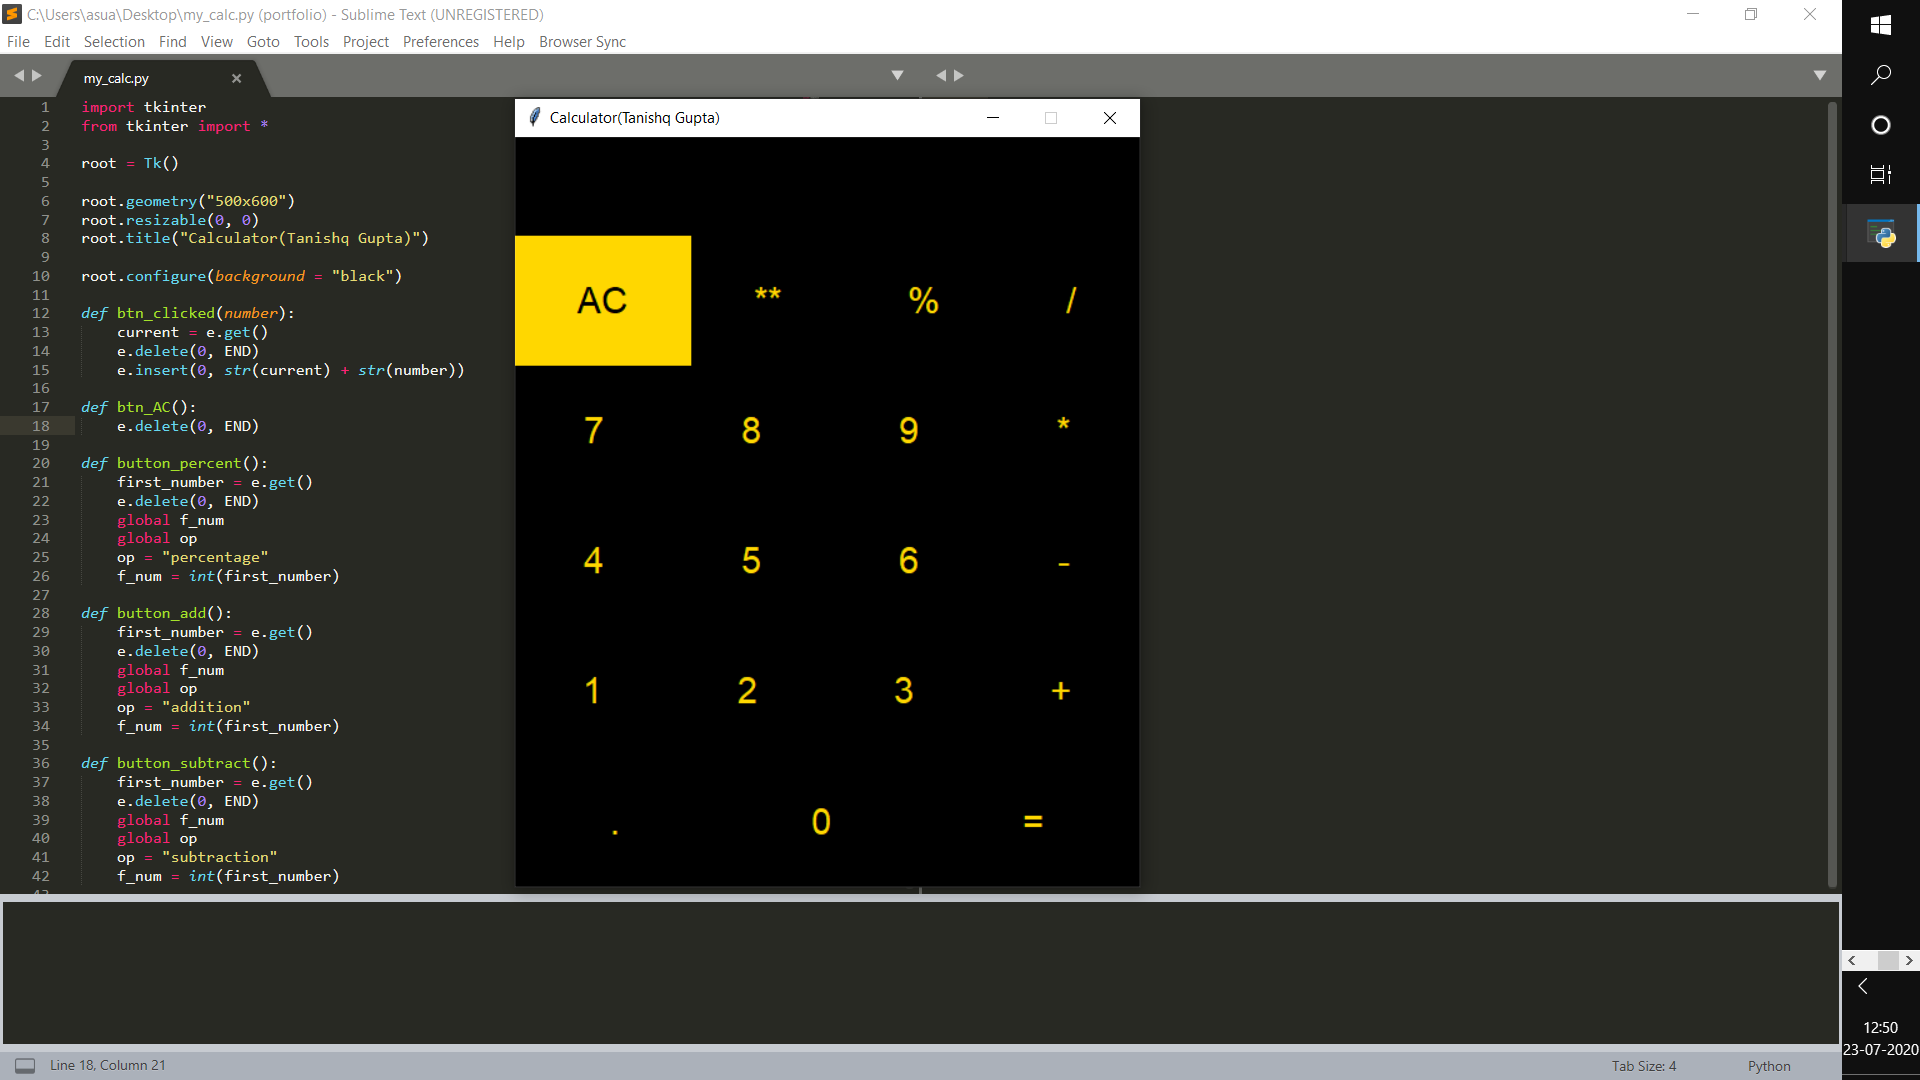 C:\Users\asua\Desktop\my_calc.py (portfolio) - Sublime Text (UNREGISTERED)
File Edit Selection Find View Goto Tools Project Preferences Help Browser Sync
my_calc.py
1 import tkinter
2 from tkinter import *
3
4 root = Tk()
5
6 root.geometry("500x600")
7 root.resizable(0, 0)
8 root.title("Calculator(Tanishq Gupta)")
9
10 root.configure(background = "black")
11
12 def btn_clicked(number):
13     current = e.get()
14     e.delete(0, END)
15     e.insert(0, str(current) + str(number))
16
17 def btn_AC():
18     e.delete(0, END)
19
20 def button_percent():
21     first_number = e.get()
22     e.delete(0, END)
23     global f_num
24     global op
25     op = "percentage"
26     f_num = int(first_number)
27
28 def button_add():
29     first_number = e.get()
30     e.delete(0, END)
31     global f_num
32     global op
33     op = "addition"
34     f_num = int(first_number)
35
36 def button_subtract():
37     first_number = e.get()
38     e.delete(0, END)
39     global f_num
40     global op
41     op = "subtraction"
42     f_num = int(first_number)
Calculator(Tanishq Gupta)
AC ** % /
7 8 9 *
4 5 6 -
1 2 3 +
. 0 =
Line 18, Column 21
Tab Size: 4
Python
12:50
23-07-2020